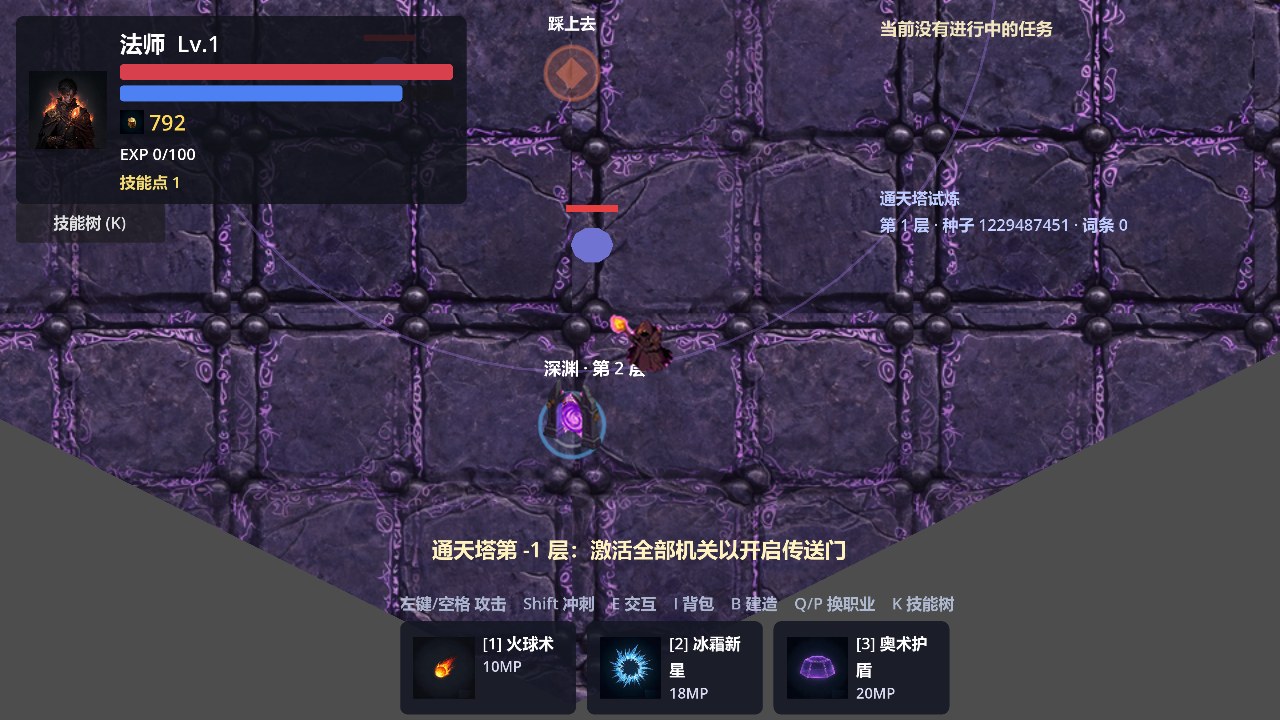 法师 Lv.1
792
EXP 0/100
技能点 1
技能树 (K)
踩上去
当前没有进行中的任务
通天塔试炼
第 1 层 · 种子 1229487451 · 词条 0
深渊 · 第 2 层
通天塔第 -1 层：激活全部机关以开启传送门
左键/空格 攻击 Shift 冲刺 E 交互 I 背包 B 建造 Q/P 换职业 K 技能树
[1] 火球术
10MP
[2] 冰霜新
星
18MP
[3] 奥术护
盾
20MP